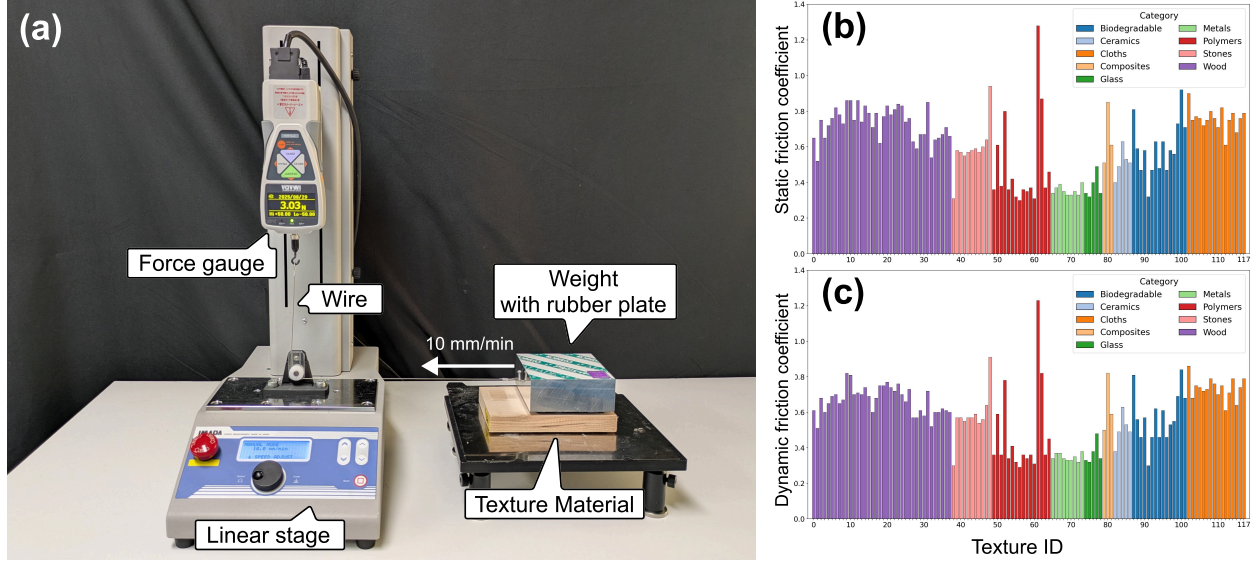 (a)
2025/08/29
3.03 N
Force gauge
Wire
Weight
with rubber plate
10 mm/min
IMADA
Texture Material
Linear stage
(b)
Static friction coefficient
1.4
1.2
1.0
0.8
0.6
0.4
0.2
0.0
0 10 20 30 40 50 60 70 80 90 100 110 117
Category
Biodegradable
Ceramics
Cloths
Composites
Glass
Metals
Polymers
Stones
Wood
(c)
Dynamic friction coefficient
1.4
1.2
1.0
0.8
0.6
0.4
0.2
0.0
0 10 20 30 40 50 60 70 80 90 100 110 117
Category
Biodegradable
Ceramics
Cloths
Composites
Glass
Metals
Polymers
Stones
Wood
Texture ID